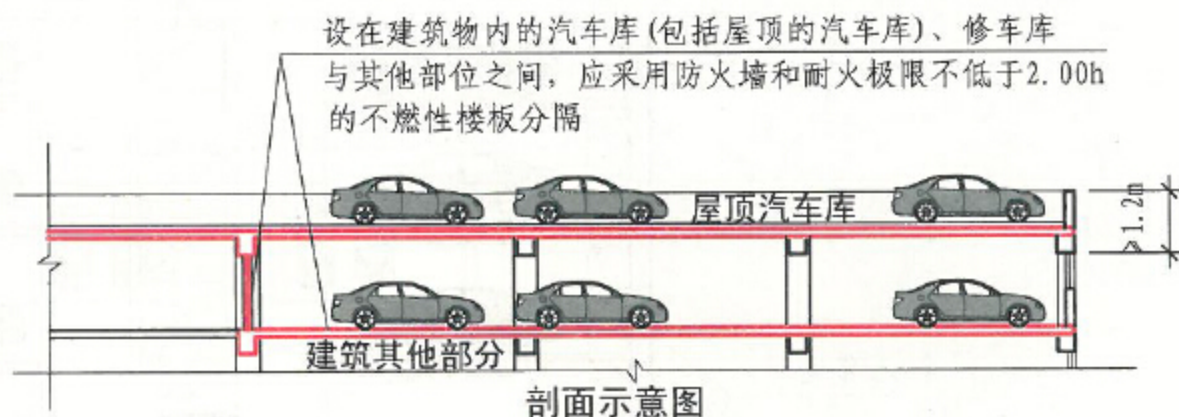 设在建筑物内的汽车库(包括屋顶的汽车库)、修车库
与其他部位之间, 应采用防火墙和耐火极限不低于2.00h
的不燃性楼板分隔
屋顶汽车库
≥1.2m
建筑其他部分
剖面示意图